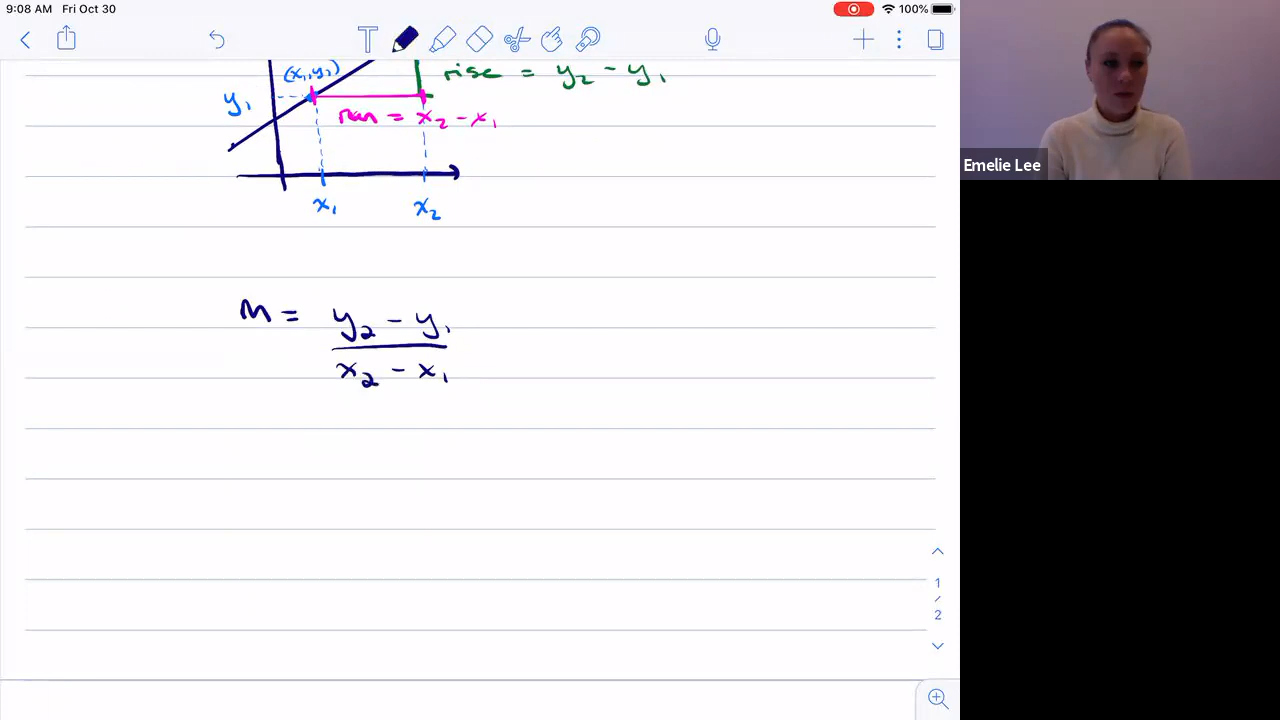 9:08 AM Fri Oct 30
100%
(x₁,y₁)
rise = y₂ - y₁
y₁
run = x₂ - x₁
x₁ x₂
M = y₂ - y₁
x₂ - x₁
Emelie Lee
1
/
2